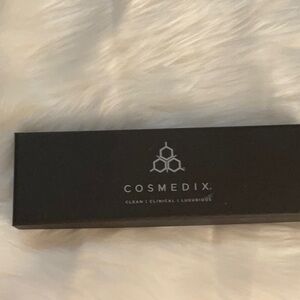 COSMEDIX
CLEAN | CLINICAL | LUXURIOUS